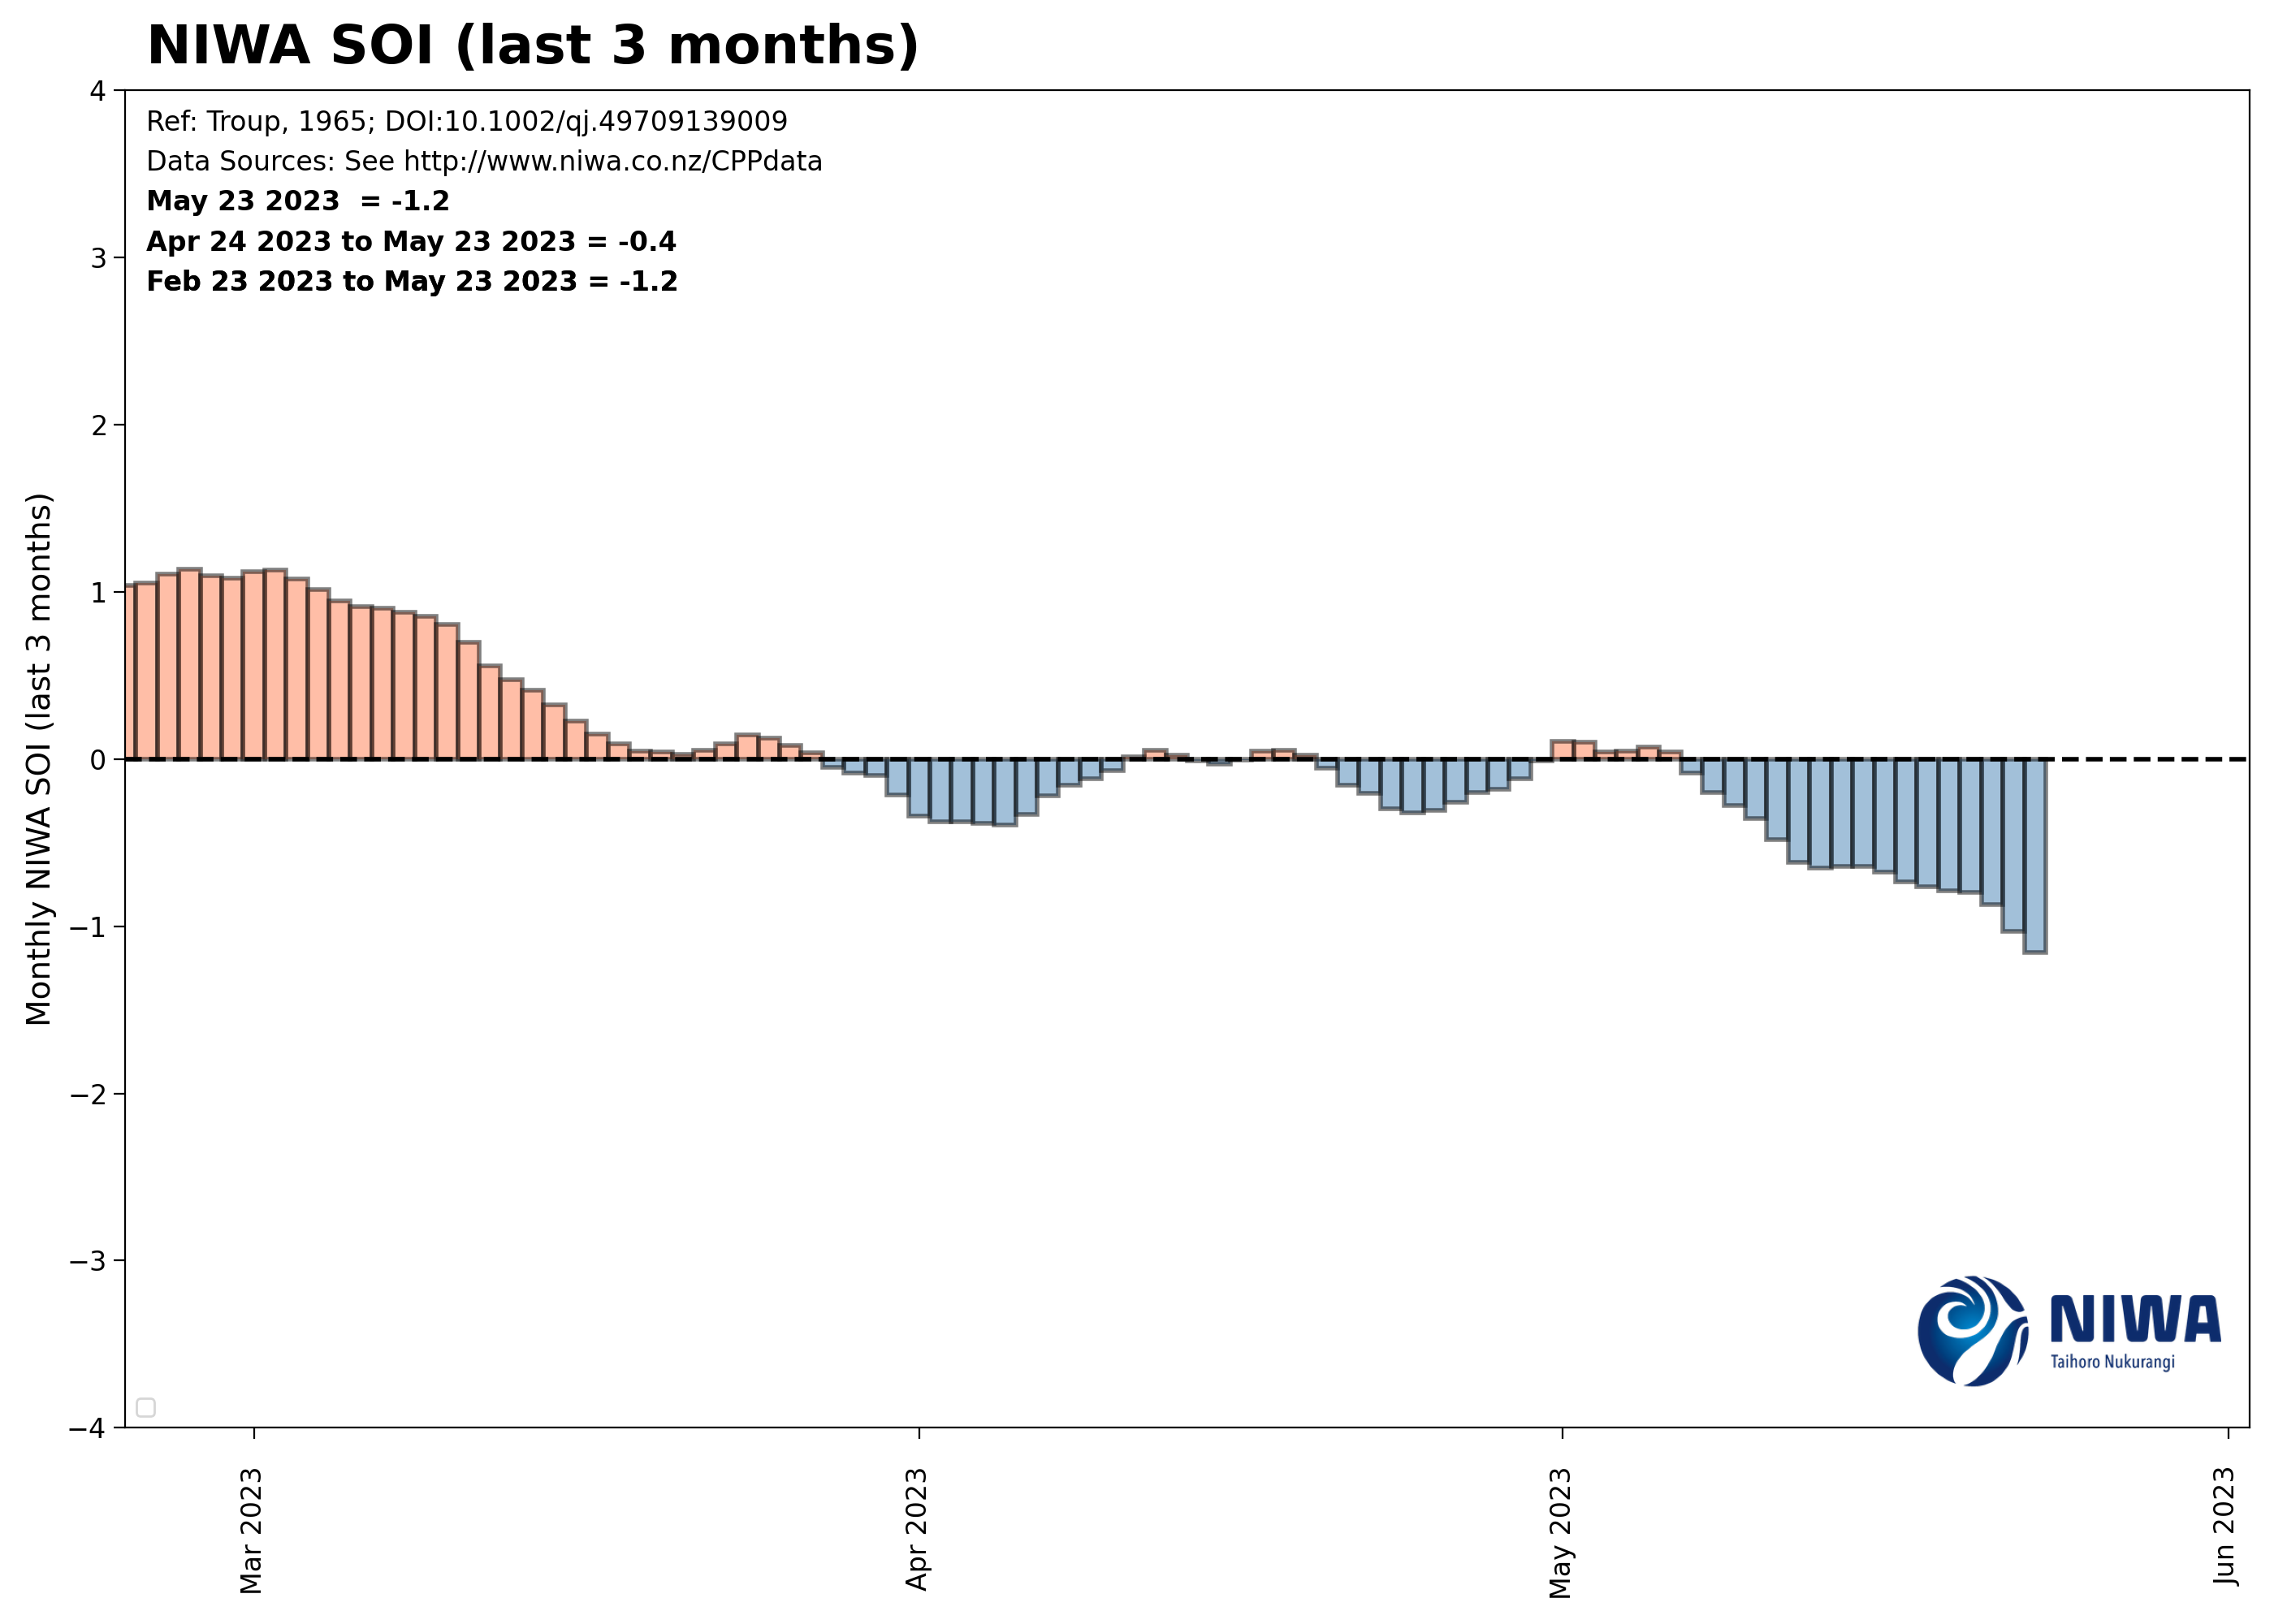 NIWA SOI (last 3 months)
Ref: Troup, 1965; DOI:10.1002/qj.49709139009
Data Sources: See http://www.niwa.co.nz/CPPdata
May 23 2023  = -1.2
Apr 24 2023 to May 23 2023 = -0.4
Feb 23 2023 to May 23 2023 = -1.2
Monthly NIWA SOI (last 3 months)
4
3
2
1
0
−1
−2
−3
−4
NIWA
Taihoro Nukurangi
Mar 2023
Apr 2023
May 2023
Jun 2023